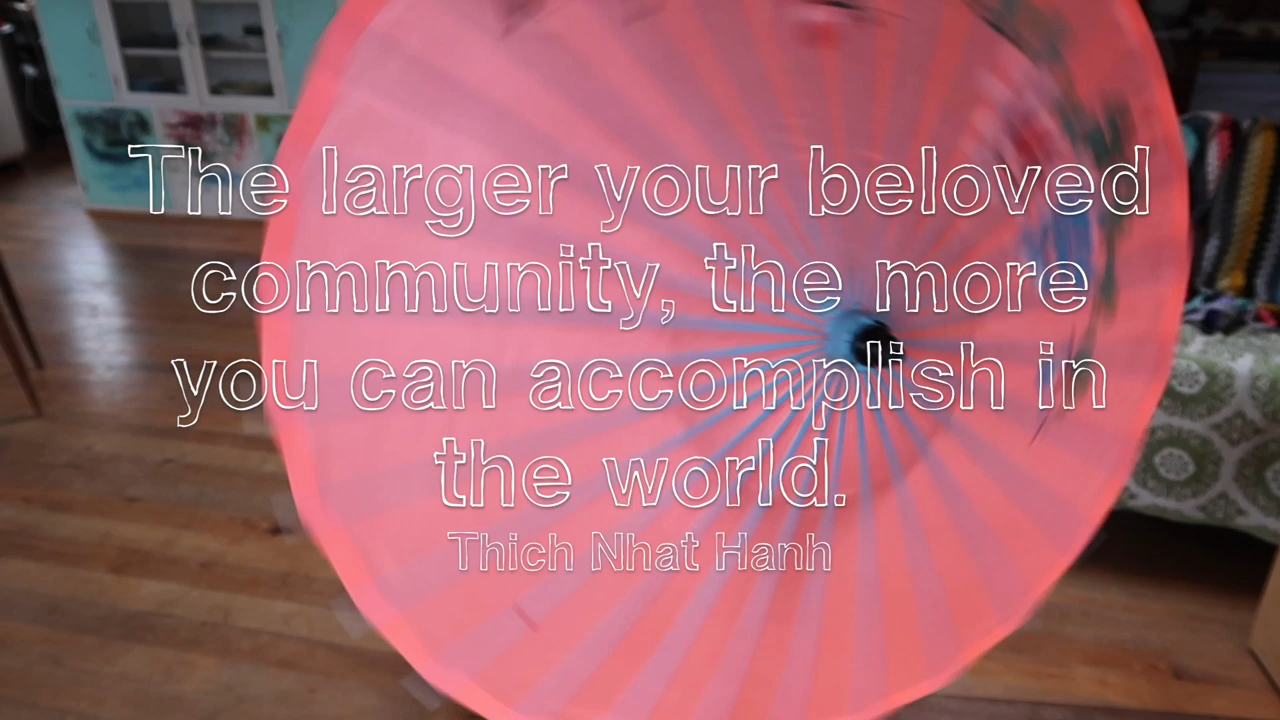 The larger your beloved
community, the more
you can accomplish in
the world.
Thich Nhat Hanh